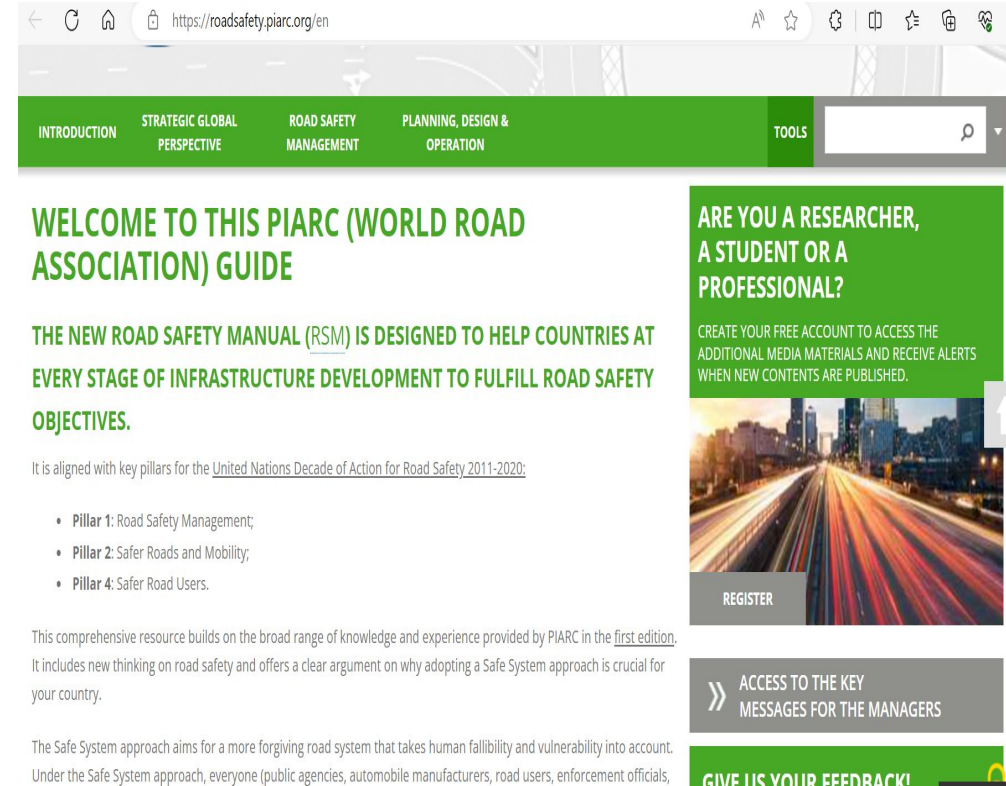 https://roadsafety.piarc.org/en
INTRODUCTION
STRATEGIC GLOBAL
PERSPECTIVE
ROAD SAFETY
MANAGEMENT
PLANNING, DESIGN &
OPERATION
TOOLS
WELCOME TO THIS PIARC (WORLD ROAD
ASSOCIATION) GUIDE
THE NEW ROAD SAFETY MANUAL (RSM) IS DESIGNED TO HELP COUNTRIES AT
EVERY STAGE OF INFRASTRUCTURE DEVELOPMENT TO FULFILL ROAD SAFETY
OBJECTIVES.
It is aligned with key pillars for the United Nations Decade of Action for Road Safety 2011-2020:
• Pillar 1: Road Safety Management;
• Pillar 2: Safer Roads and Mobility;
• Pillar 4: Safer Road Users.
This comprehensive resource builds on the broad range of knowledge and experience provided by PIARC in the first edition.
It includes new thinking on road safety and offers a clear argument on why adopting a Safe System approach is crucial for
your country.
The Safe System approach aims for a more forgiving road system that takes human fallibility and vulnerability into account.
Under the Safe System approach, everyone (public agencies, automobile manufacturers, road users, enforcement officials,
ARE YOU A RESEARCHER,
A STUDENT OR A
PROFESSIONAL?
CREATE YOUR FREE ACCOUNT TO ACCESS THE
ADDITIONAL MEDIA MATERIALS AND RECEIVE ALERTS
WHEN NEW CONTENTS ARE PUBLISHED.
REGISTER
ACCESS TO THE KEY
MESSAGES FOR THE MANAGERS
GIVE US YOUR FEEDBACK!